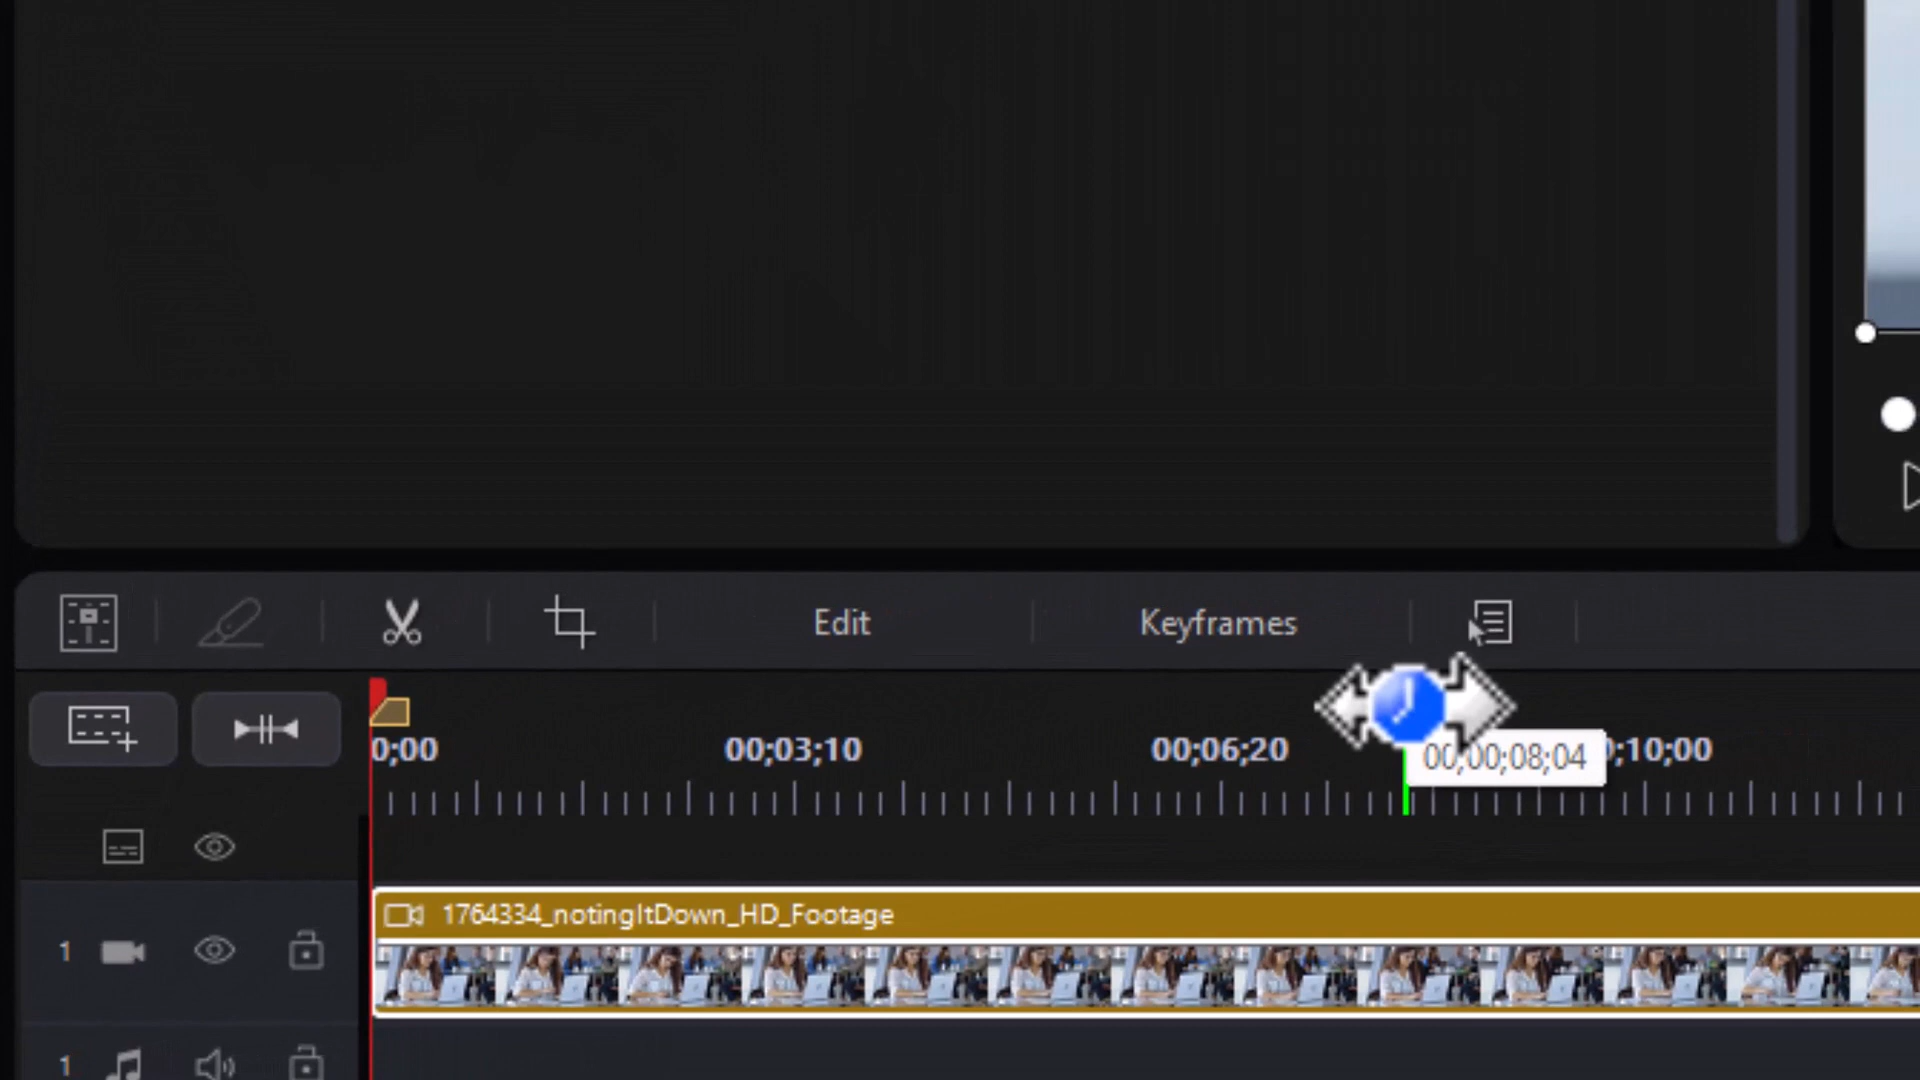 Edit Keyframes
0;00 00;03;10 00;06;20 00;00;08;04 ;10;00
1764334_notingItDown_HD_Footage
1
1